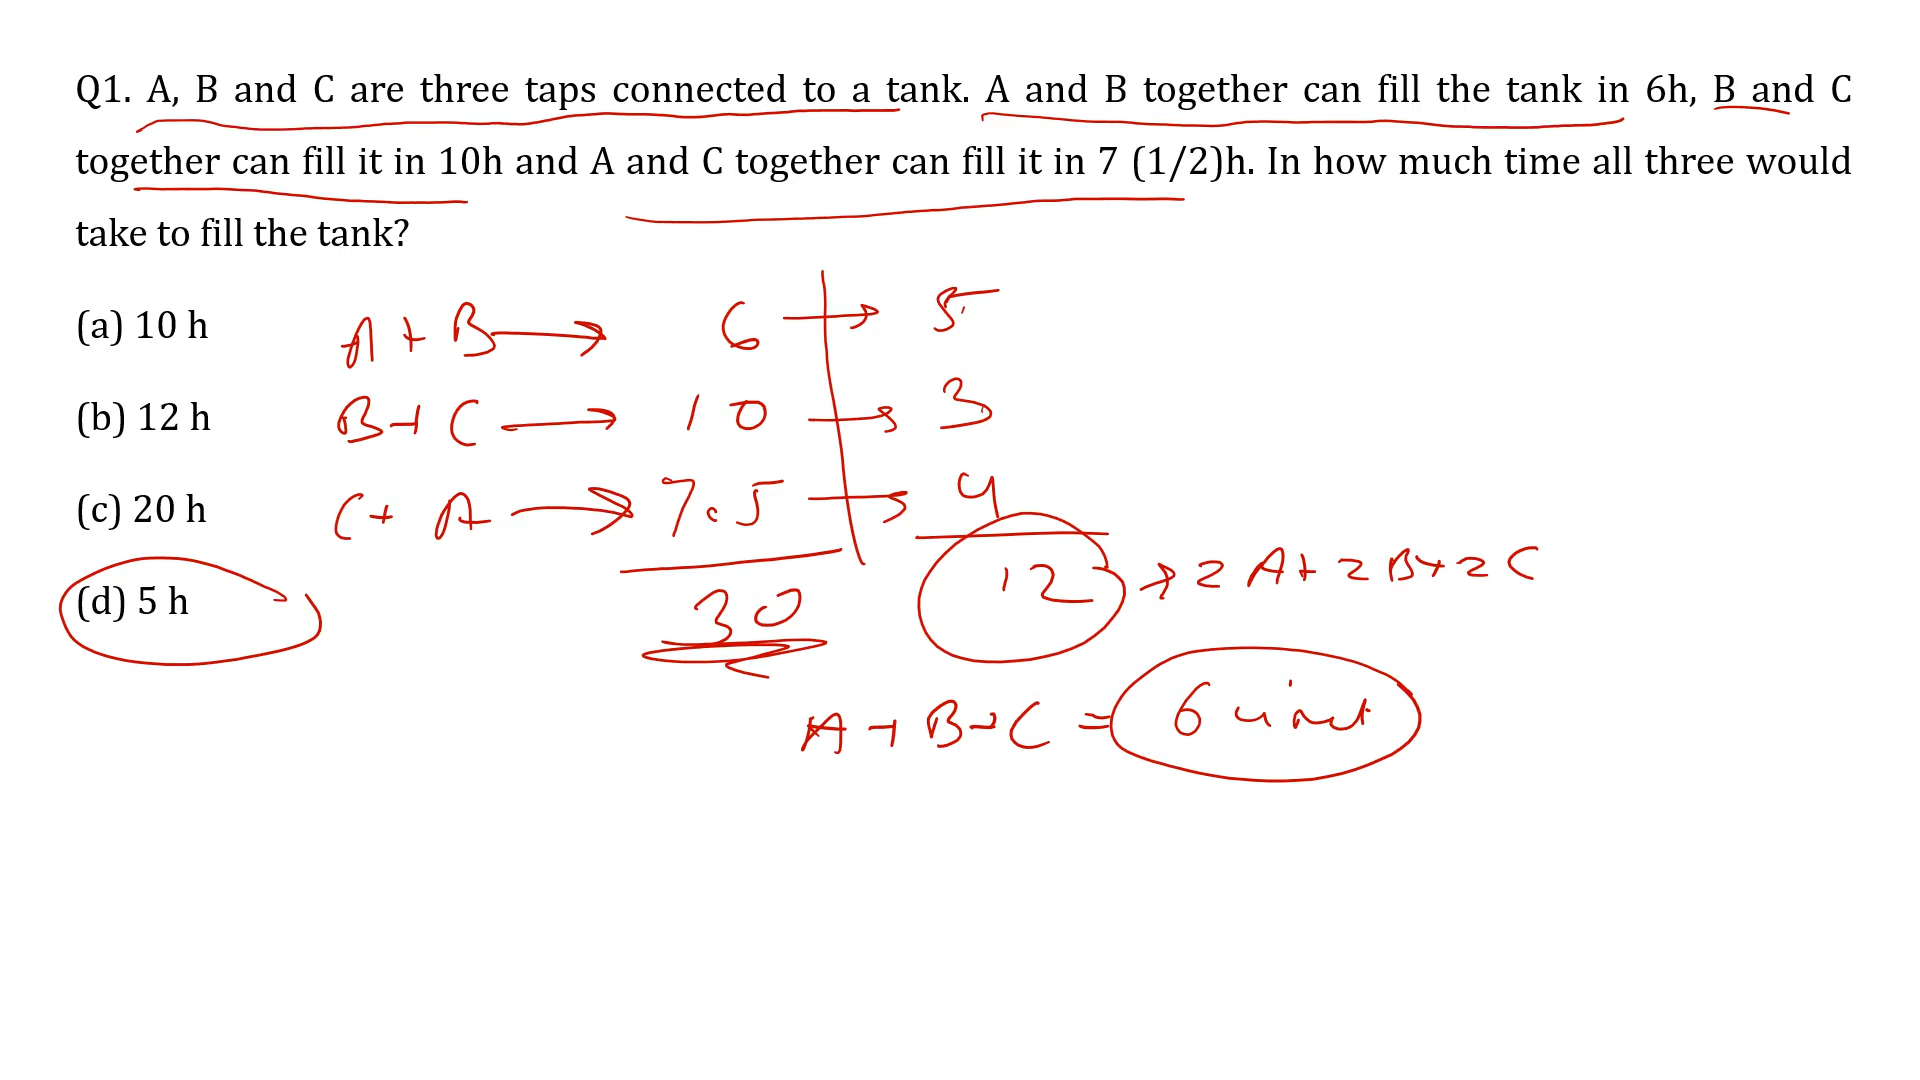 Q1. A, B and C are three taps connected to a tank. A and B together can fill the tank in 6h, B and C
together can fill it in 10h and A and C together can fill it in 7 (1/2)h. In how much time all three would
take to fill the tank?
(a) 10 h
A + B → 6 → 5
(b) 12 h
B + C → 10 → 3
(c) 20 h
C + A → 7.5 → 4
(d) 5 h
30
12 → 2A + 2B + 2C
A + B + C = 6 unit